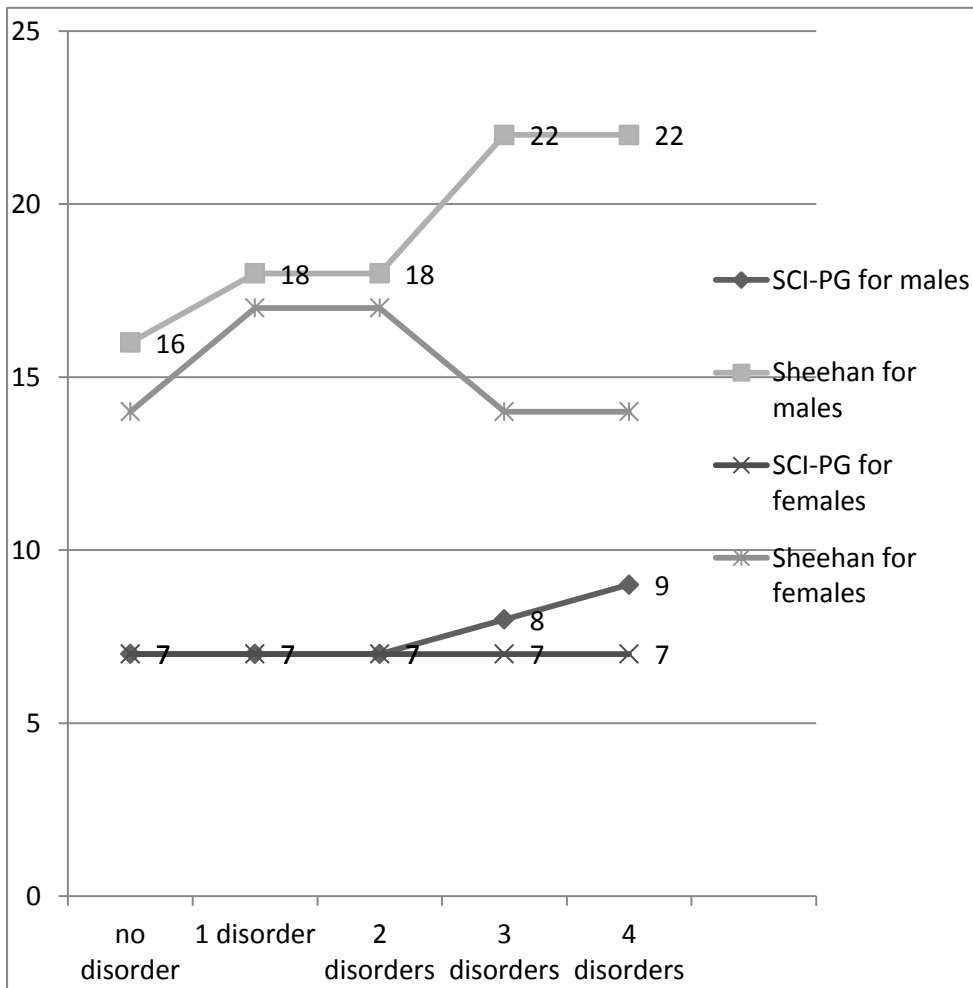 25
20
15
10
5
0
22
22
18
18
16
9
8
7
7
7
7
7
SCI-PG for males
Sheehan for
males
SCI-PG for
females
Sheehan for
females
no
disorder
1 disorder
2
disorders
3
disorders
4
disorders